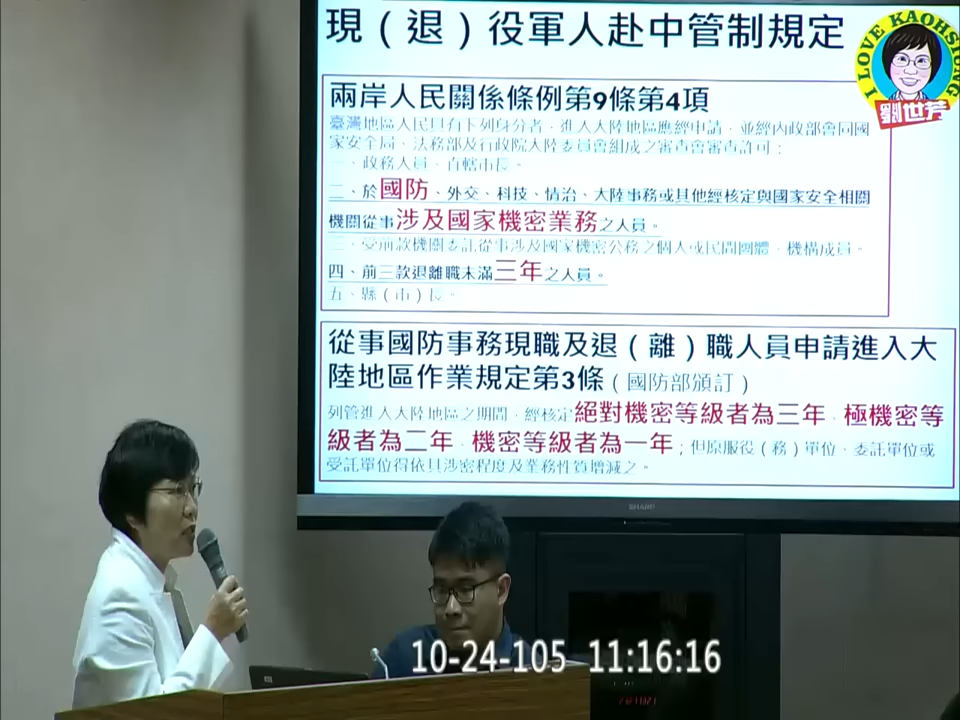 現（退）役軍人赴中管制規定
I LOVE KAOHSIUNG
劉世芳
兩岸人民關係條例第9條第4項
臺灣地區人民具有下列身分者，進入大陸地區應經申請，並經內政部會同國
家安全局、法務部及行政院大陸委員會組成之審查會審查許可：
一、政務人員、直轄市長。
二、於國防、外交、科技、情治、大陸事務或其他經核定與國家安全相關
機關從事涉及國家機密業務之人員。
三、受前款機關委託從事涉及國家機密公務之個人或民間團體、機構成員。
四、前三款退離職未滿三年之人員。
五、縣（市）長。
從事國防事務現職及退（離）職人員申請進入大
陸地區作業規定第3條（國防部頒訂）
列管進入大陸地區之期間，經核定絕對機密等級者為三年，極機密等
級者為二年，機密等級者為一年；但原服役（務）單位、委託單位或
受託單位得依其涉密程度及業務性質增減之。
SHARP
10-24-105 11:16:16